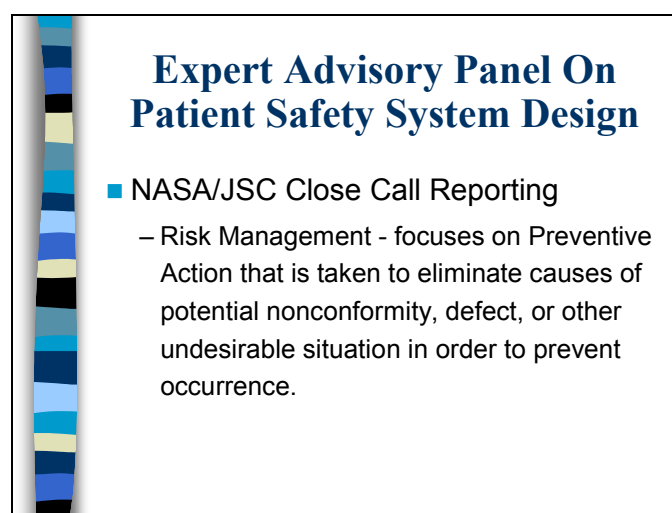 Expert Advisory Panel On
Patient Safety System Design
NASA/JSC Close Call Reporting
– Risk Management - focuses on Preventive
Action that is taken to eliminate causes of
potential nonconformity, defect, or other
undesirable situation in order to prevent
occurrence.